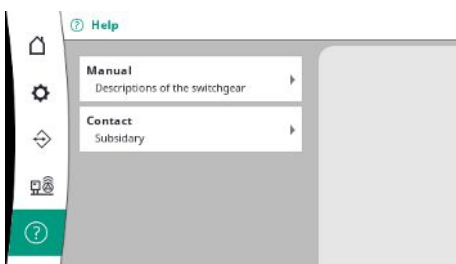 ? Help
Manual
Descriptions of the switchgear
Contact
Subsidary
?